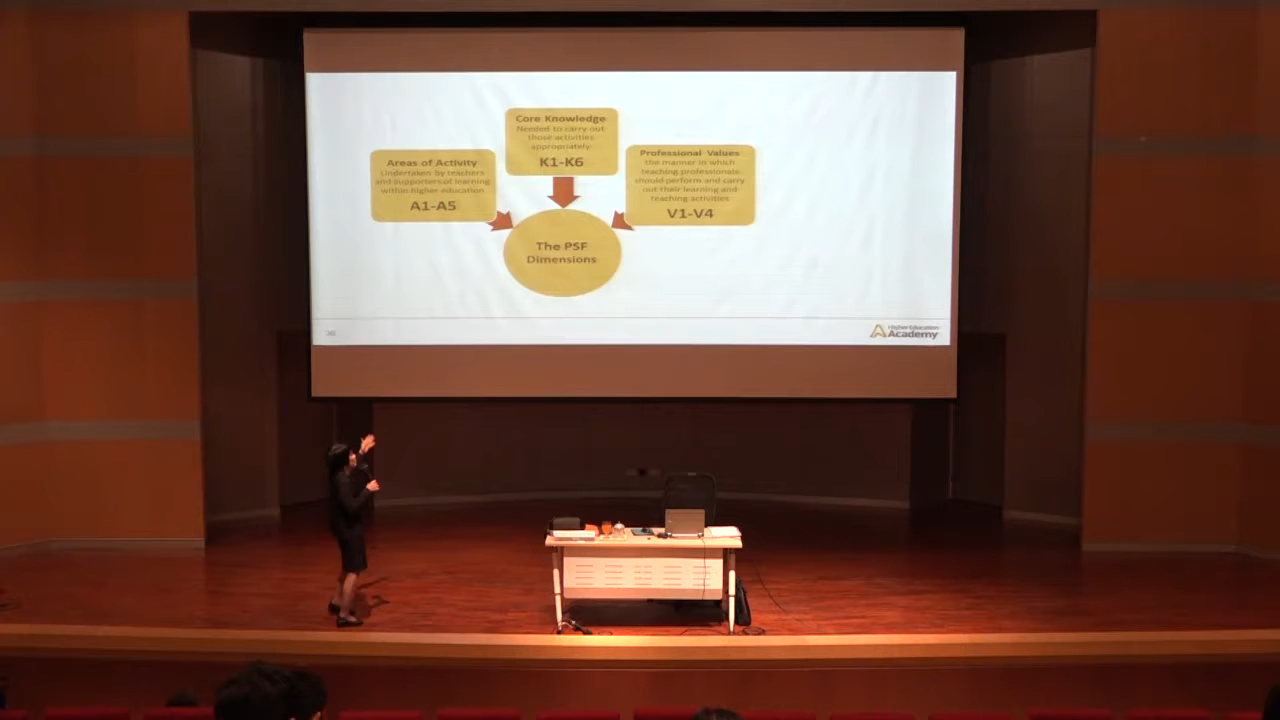 Core Knowledge
Needed to carry out
those activities
appropriately
K1-K6
Areas of Activity
Undertaken by teachers
and supporters of learning
within higher education
A1-A5
Professional Values
the manner in which
teaching professionals
should perform and carry
out their learning and
teaching activities
V1-V4
The PSF
Dimensions
Higher Education
Academy